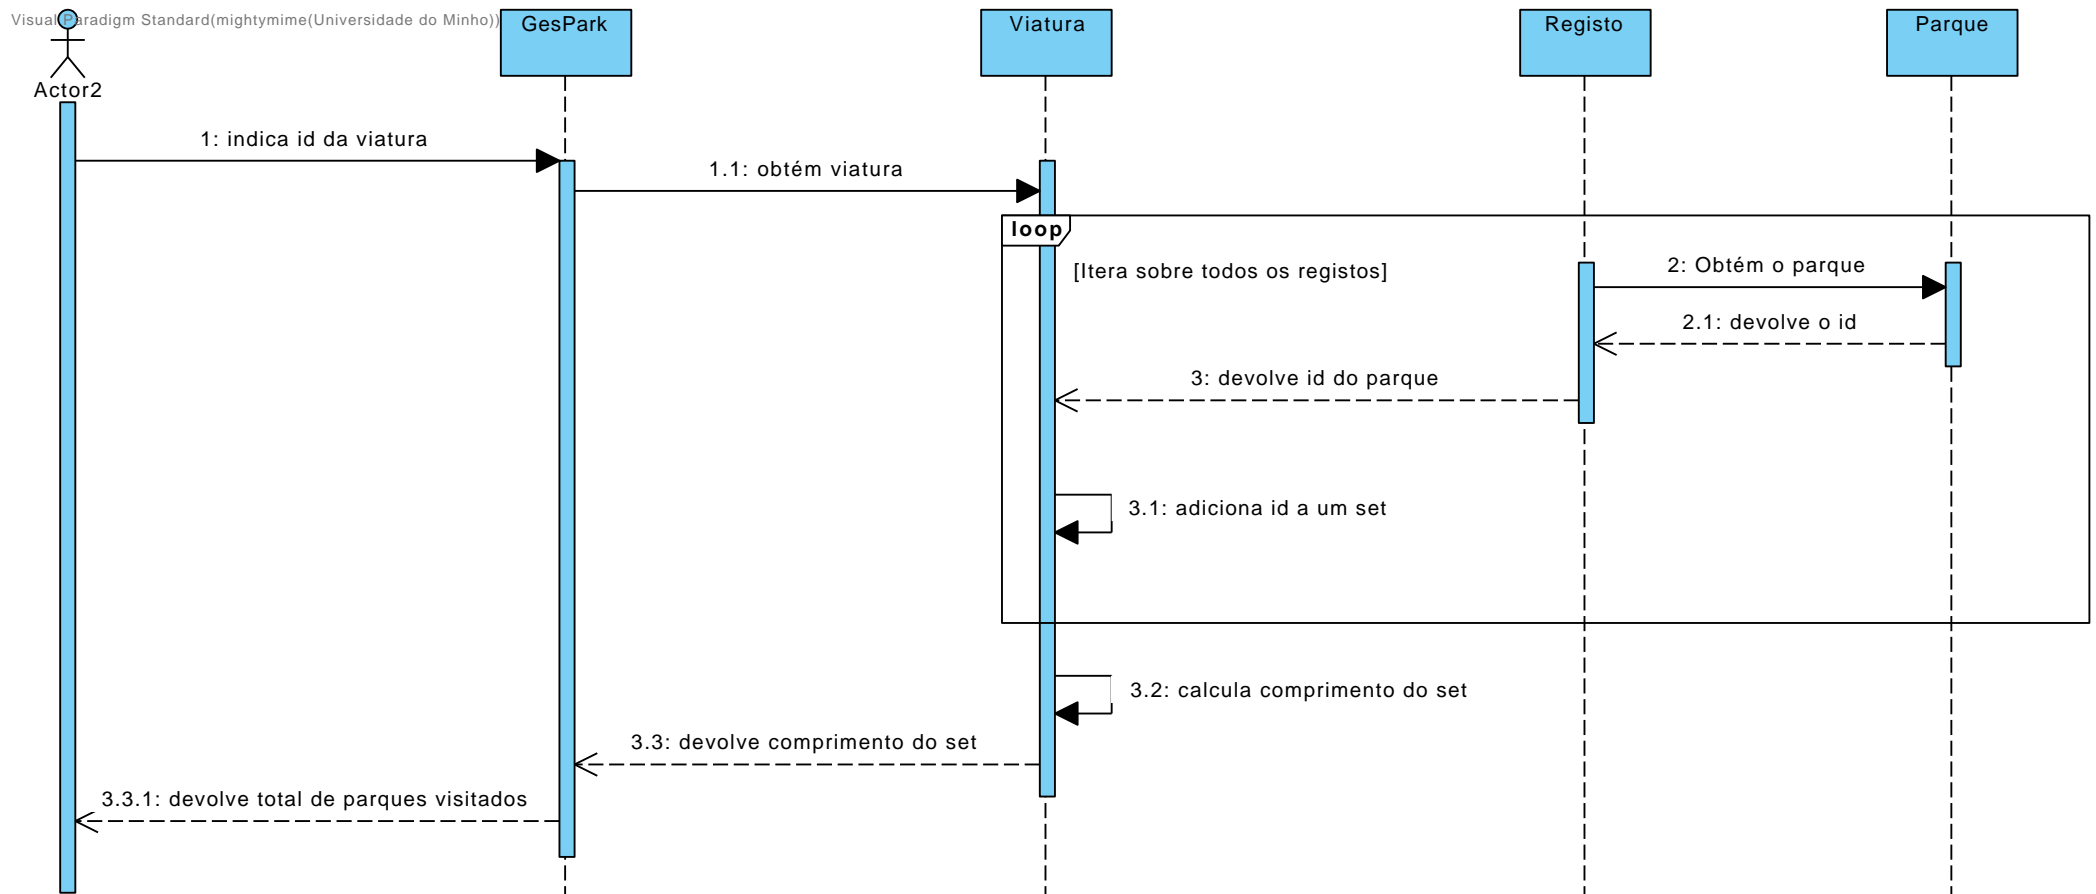 Visual Paradigm Standard(mightymime(Universidade do Minho))
GesPark
Viatura
Registo
Parque
Actor2
1: indica id da viatura
1.1: obtém viatura
loop
[Itera sobre todos os registos]
2: Obtém o parque
2.1: devolve o id
3: devolve id do parque
3.1: adiciona id a um set
3.2: calcula comprimento do set
3.3: devolve comprimento do set
3.3.1: devolve total de parques visitados